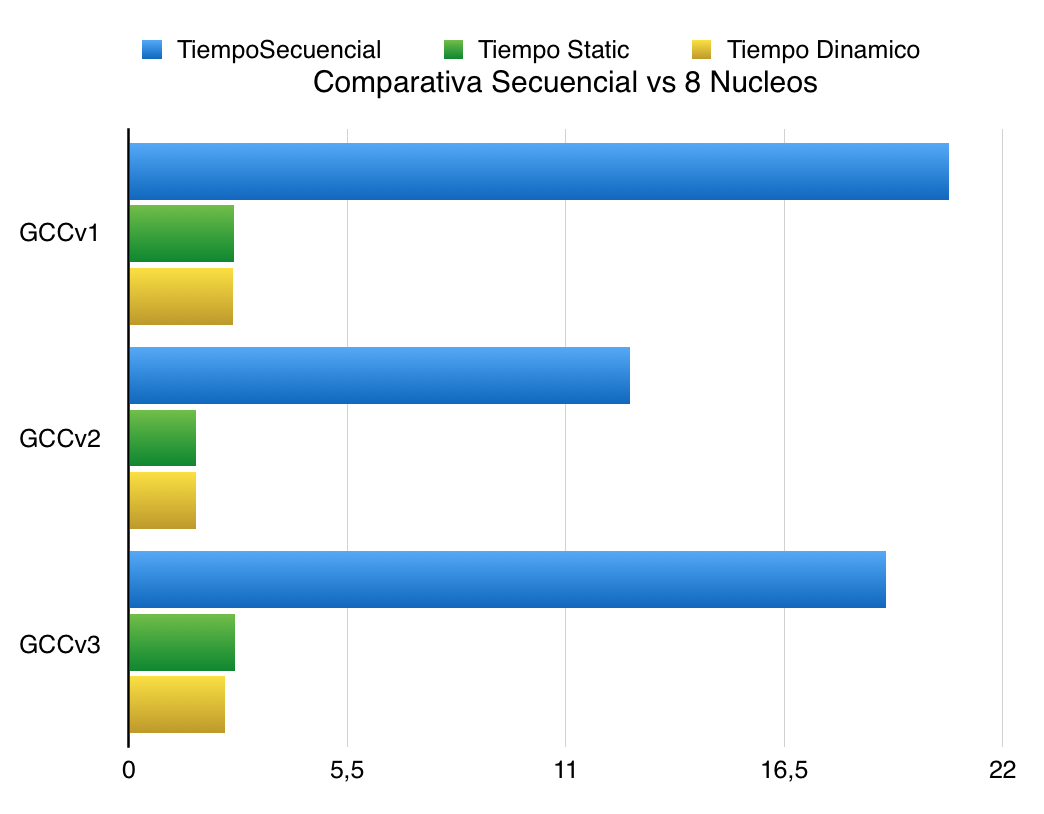 TiempoSecuencial Tiempo Static Tiempo Dinamico
Comparativa Secuencial vs 8 Nucleos
GCCv1
GCCv2
GCCv3
0 5,5 11 16,5 22